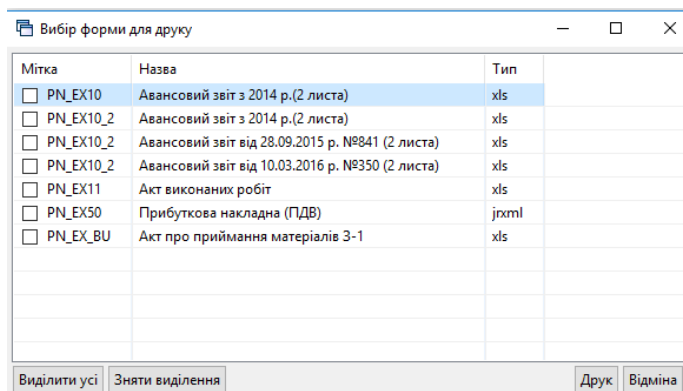 Вибір форми для друку
Мітка Назва Тип
PN_EX10 Авансовий звіт з 2014 р.(2 листа) xls
PN_EX10_2 Авансовий звіт з 2014 р.(2 листа) xls
PN_EX10_2 Авансовий звіт від 28.09.2015 р. №841 (2 листа) xls
PN_EX10_2 Авансовий звіт від 10.03.2016 р. №350 (2 листа) xls
PN_EX11 Акт виконаних робіт xls
PN_EX50 Прибуткова накладна (ПДВ) jrxml
PN_EX_BU Акт про приймання матеріалів З-1 xls
Виділити усі Зняти виділення Друк Відміна